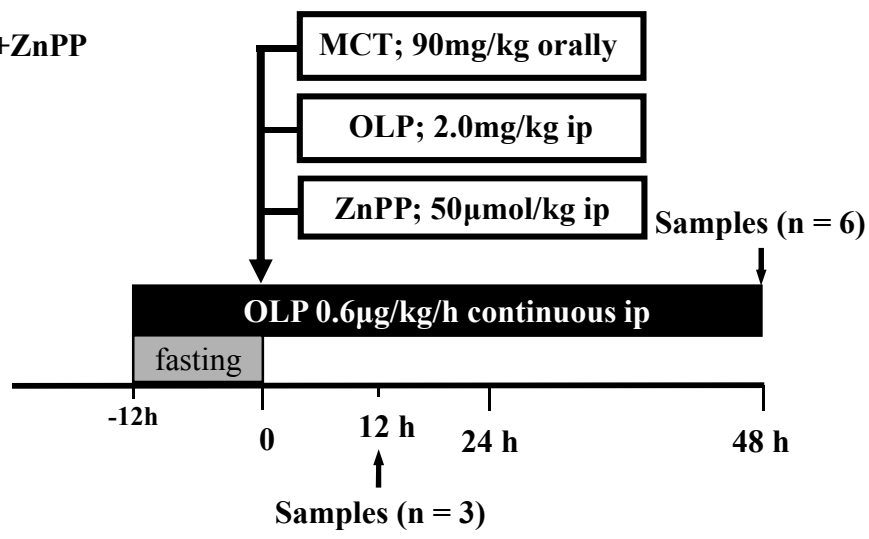 +ZnPP
MCT; 90mg/kg orally
OLP; 2.0mg/kg ip
ZnPP; 50μmol/kg ip
Samples (n = 6)
OLP 0.6μg/kg/h continuous ip
fasting
-12h
0
12 h
24 h
48 h
Samples (n = 3)